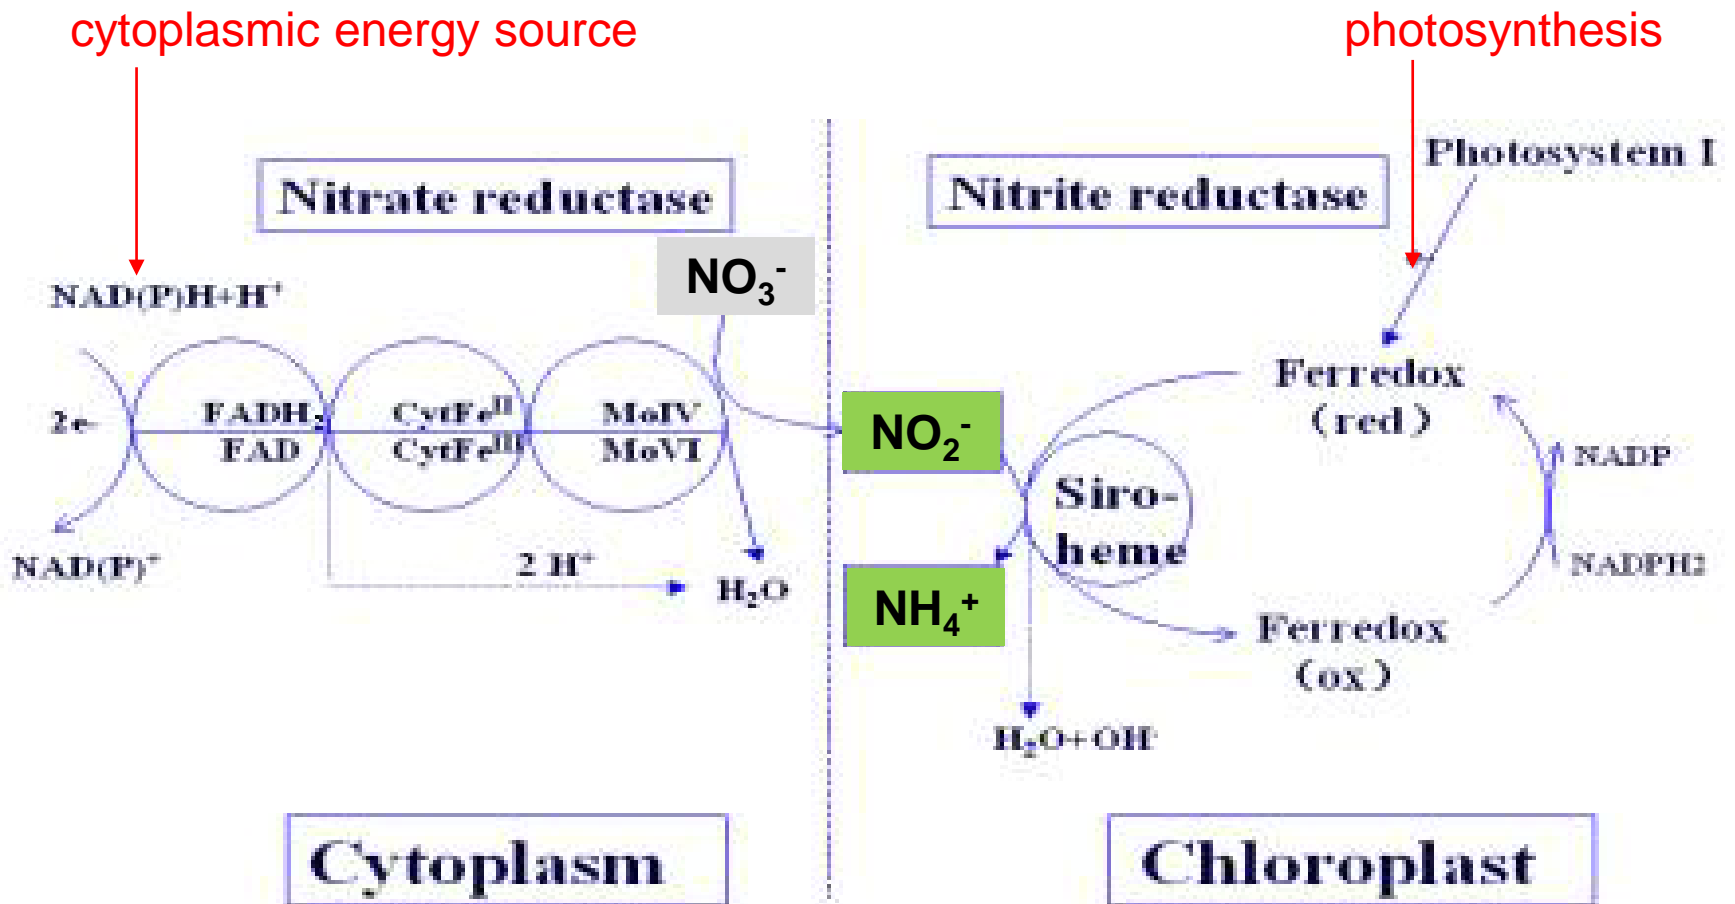 cytoplasmic energy source
photosynthesis
Nitrate reductase
Nitrite reductase
Photosystem I
NO₃⁻
NAD(P)H+H⁺
2e-
FADH₂
FAD
CytFeᴵᴵ
CytFeᴵᴵᴵ
MoIV
MoVI
NAD(P)⁺
2 H⁺
H₂O
NO₂⁻
NH₄⁺
Siro-
heme
Ferredox
(red)
NADP
NADPH2
Ferredox
(ox)
H₂O+OH⁻
Cytoplasm
Chloroplast